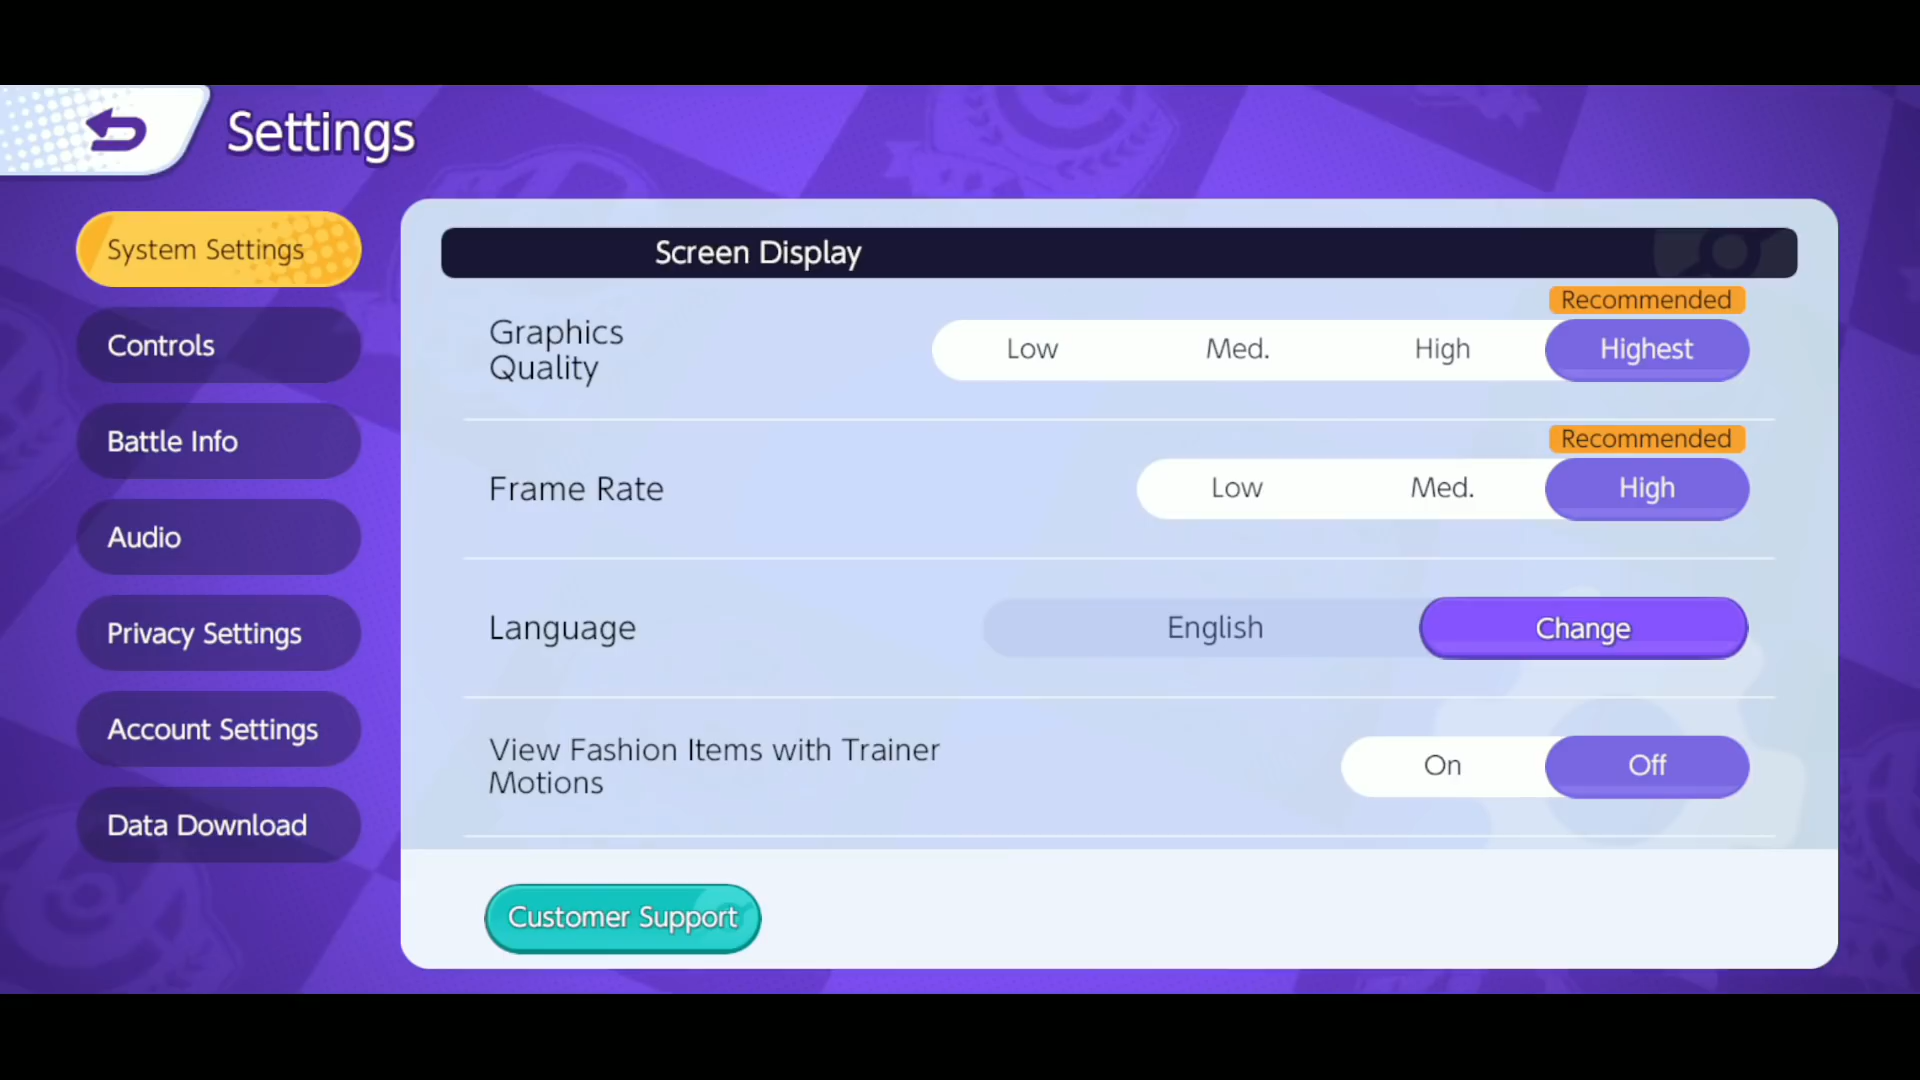 Settings
System Settings
Controls
Battle Info
Audio
Privacy Settings
Account Settings
Data Download
Screen Display
Graphics
Quality
Recommended
Low Med. High Highest
Frame Rate
Recommended
Low Med. High
Language
English Change
View Fashion Items with Trainer
Motions
On Off
Customer Support